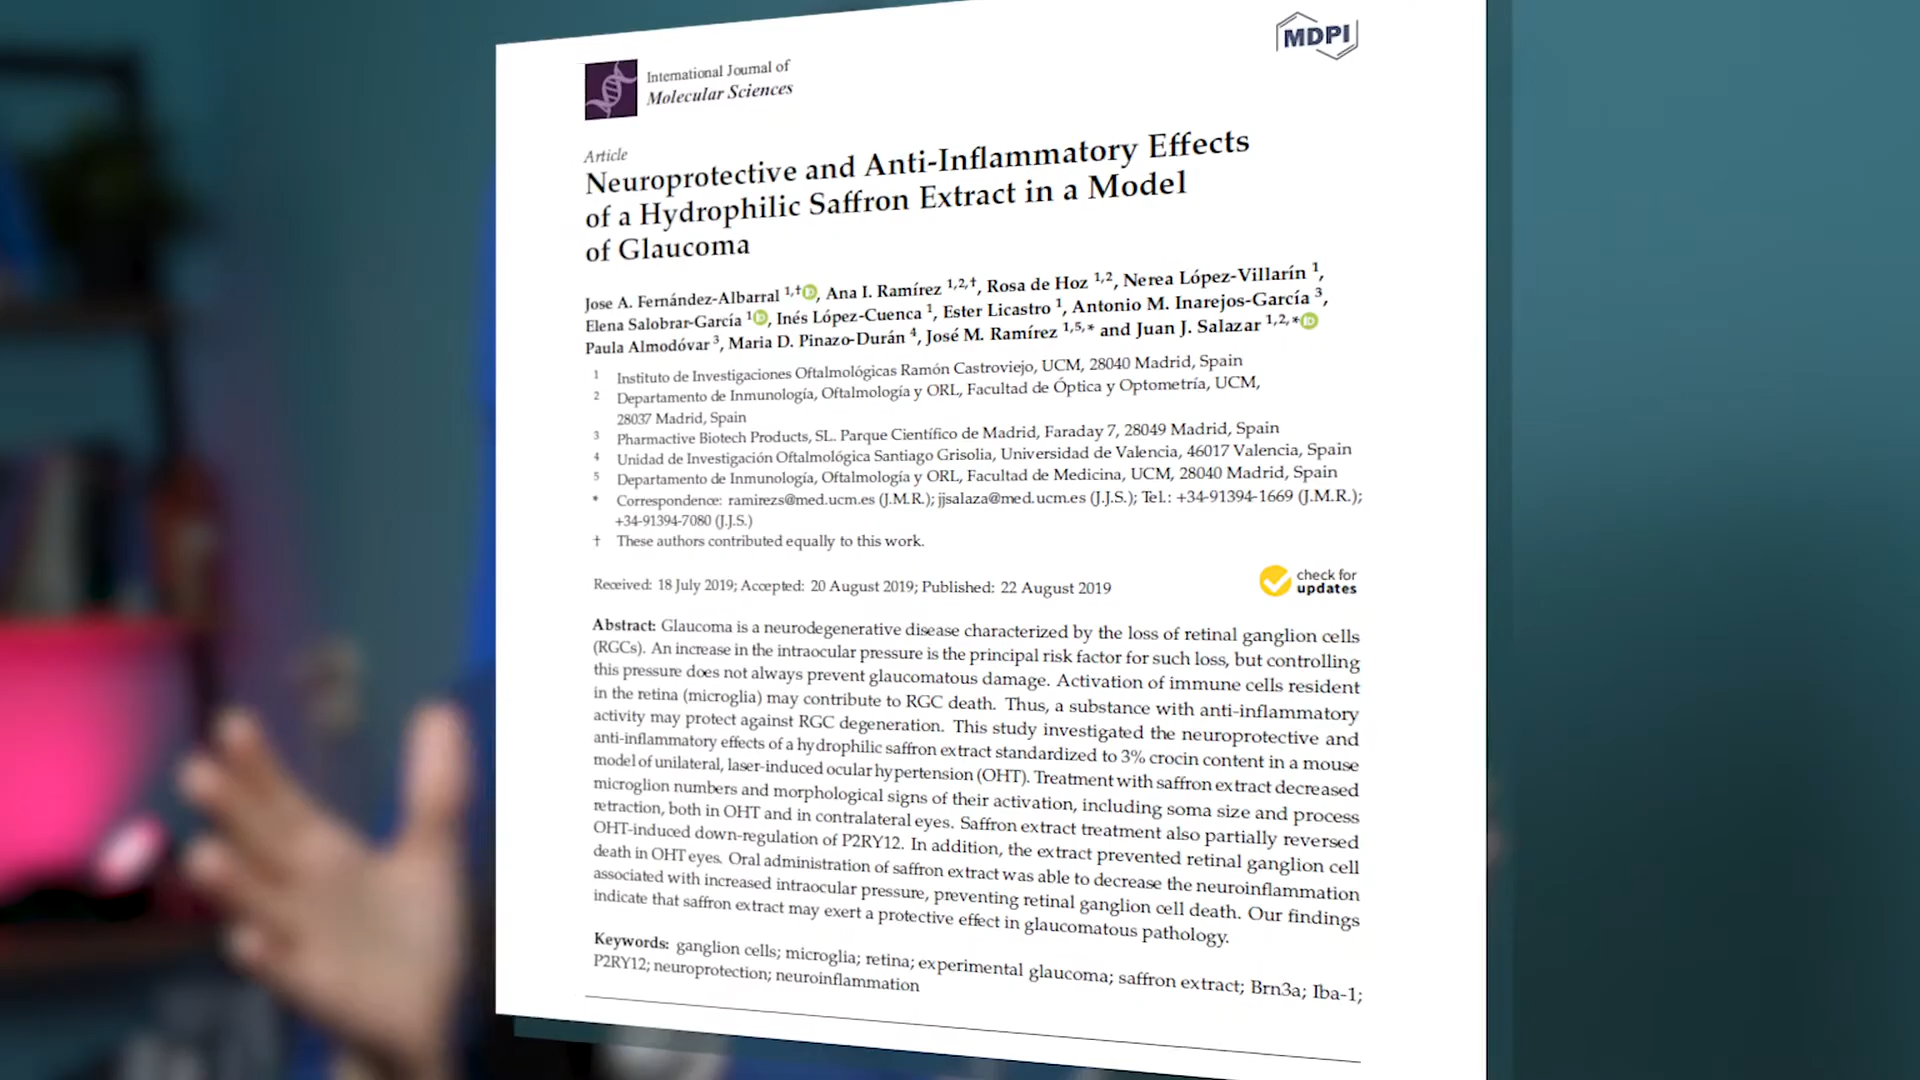 MDPI
International Journal of
Molecular Sciences
Article
Neuroprotective and Anti-Inflammatory Effects
of a Hydrophilic Saffron Extract in a Model
of Glaucoma
Jose A. Fernández-Albarral 1,†, Ana I. Ramírez 1,2,†, Rosa de Hoz 1,2, Nerea López-Villarín 1,
Elena Salobrar-García 1, Inés López-Cuenca 1, Ester Licastro 1, Antonio M. Inarejos-García 3,
Paula Almodóvar 3, Maria D. Pinazo-Durán 4, José M. Ramírez 1,5,* and Juan J. Salazar 1,2,*
1 Instituto de Investigaciones Oftalmológicas Ramón Castroviejo, UCM, 28040 Madrid, Spain
2 Departamento de Inmunología, Oftalmología y ORL, Facultad de Óptica y Optometría, UCM,
28037 Madrid, Spain
3 Pharmactive Biotech Products, SL. Parque Científico de Madrid, Faraday 7, 28049 Madrid, Spain
4 Unidad de Investigación Oftalmológica Santiago Grisolia, Universidad de Valencia, 46017 Valencia, Spain
5 Departamento de Inmunología, Oftalmología y ORL, Facultad de Medicina, UCM, 28040 Madrid, Spain
* Correspondence: ramirezs@med.ucm.es (J.M.R.); jjsalaza@med.ucm.es (J.J.S.); Tel.: +34-91394-1669 (J.M.R.);
+34-91394-7080 (J.J.S.)
† These authors contributed equally to this work.
Received: 18 July 2019; Accepted: 20 August 2019; Published: 22 August 2019
check for
updates
Abstract: Glaucoma is a neurodegenerative disease characterized by the loss of retinal ganglion cells
(RGCs). An increase in the intraocular pressure is the principal risk factor for such loss, but controlling
this pressure does not always prevent glaucomatous damage. Activation of immune cells resident
in the retina (microglia) may contribute to RGC death. Thus, a substance with anti-inflammatory
activity may protect against RGC degeneration. This study investigated the neuroprotective and
anti-inflammatory effects of a hydrophilic saffron extract standardized to 3% crocin content in a mouse
model of unilateral, laser-induced ocular hypertension (OHT). Treatment with saffron extract decreased
microglion numbers and morphological signs of their activation, including soma size and process
retraction, both in OHT and in contralateral eyes. Saffron extract treatment also partially reversed
OHT-induced down-regulation of P2RY12. In addition, the extract prevented retinal ganglion cell
death in OHT eyes. Oral administration of saffron extract was able to decrease the neuroinflammation
associated with increased intraocular pressure, preventing retinal ganglion cell death. Our findings
indicate that saffron extract may exert a protective effect in glaucomatous pathology.
Keywords: ganglion cells; microglia; retina; experimental glaucoma; saffron extract; Brn3a; Iba-1;
P2RY12; neuroprotection; neuroinflammation